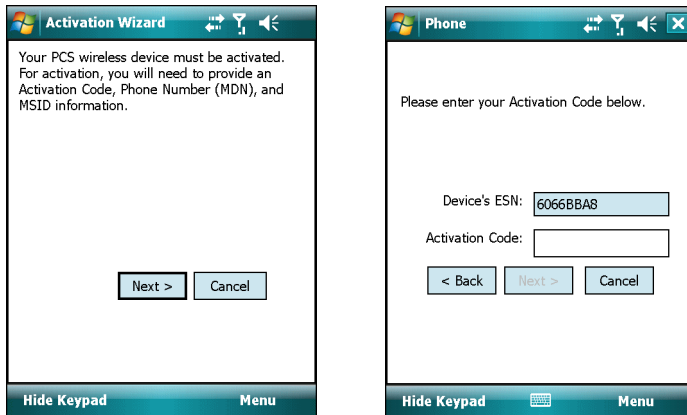 Activation Wizard
Your PCS wireless device must be activated.
For activation, you will need to provide an
Activation Code, Phone Number (MDN), and
MSID information.
Next >
Cancel
Hide Keypad
Menu
Phone
Please enter your Activation Code below.
Device's ESN:
6066BBA8
Activation Code:
< Back
Next >
Cancel
Hide Keypad
Menu